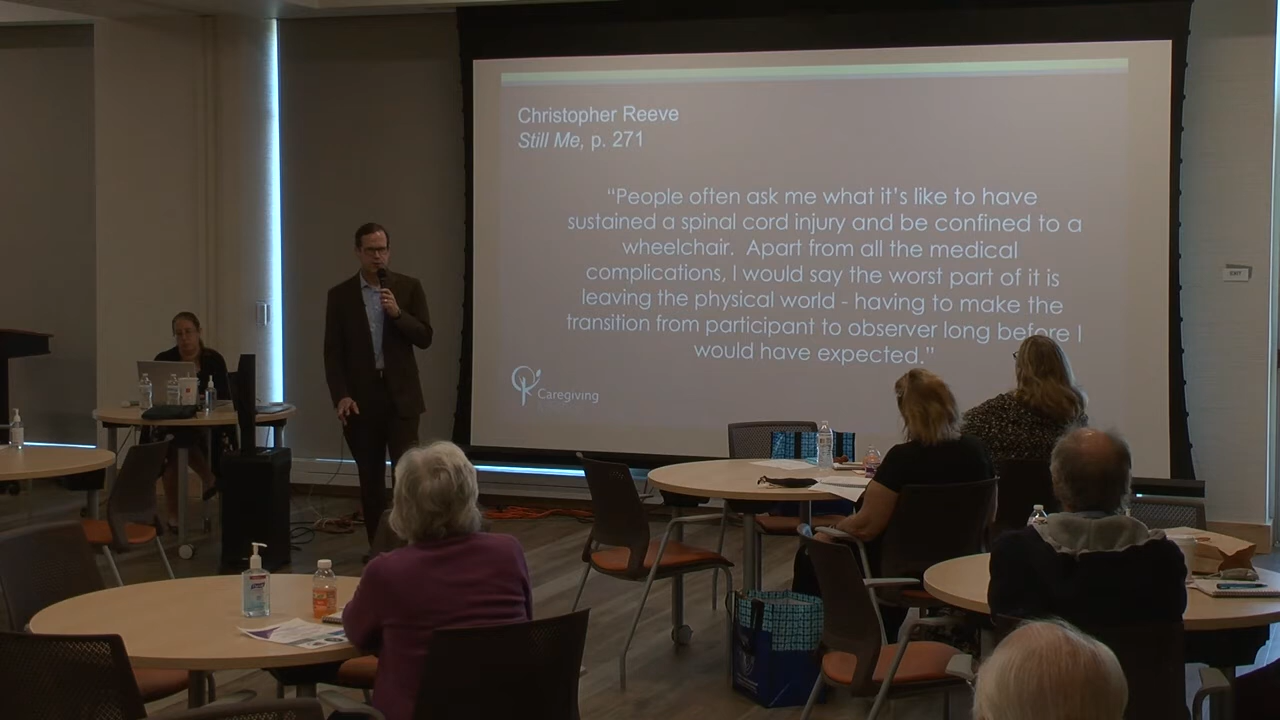 Christopher Reeve
Still Me, p. 271
“People often ask me what it’s like to have
sustained a spinal cord injury and be confined to a
wheelchair.  Apart from all the medical
complications, I would say the worst part of it is
leaving the physical world - having to make the
transition from participant to observer long before I
would have expected.”
Caregiving
EXIT